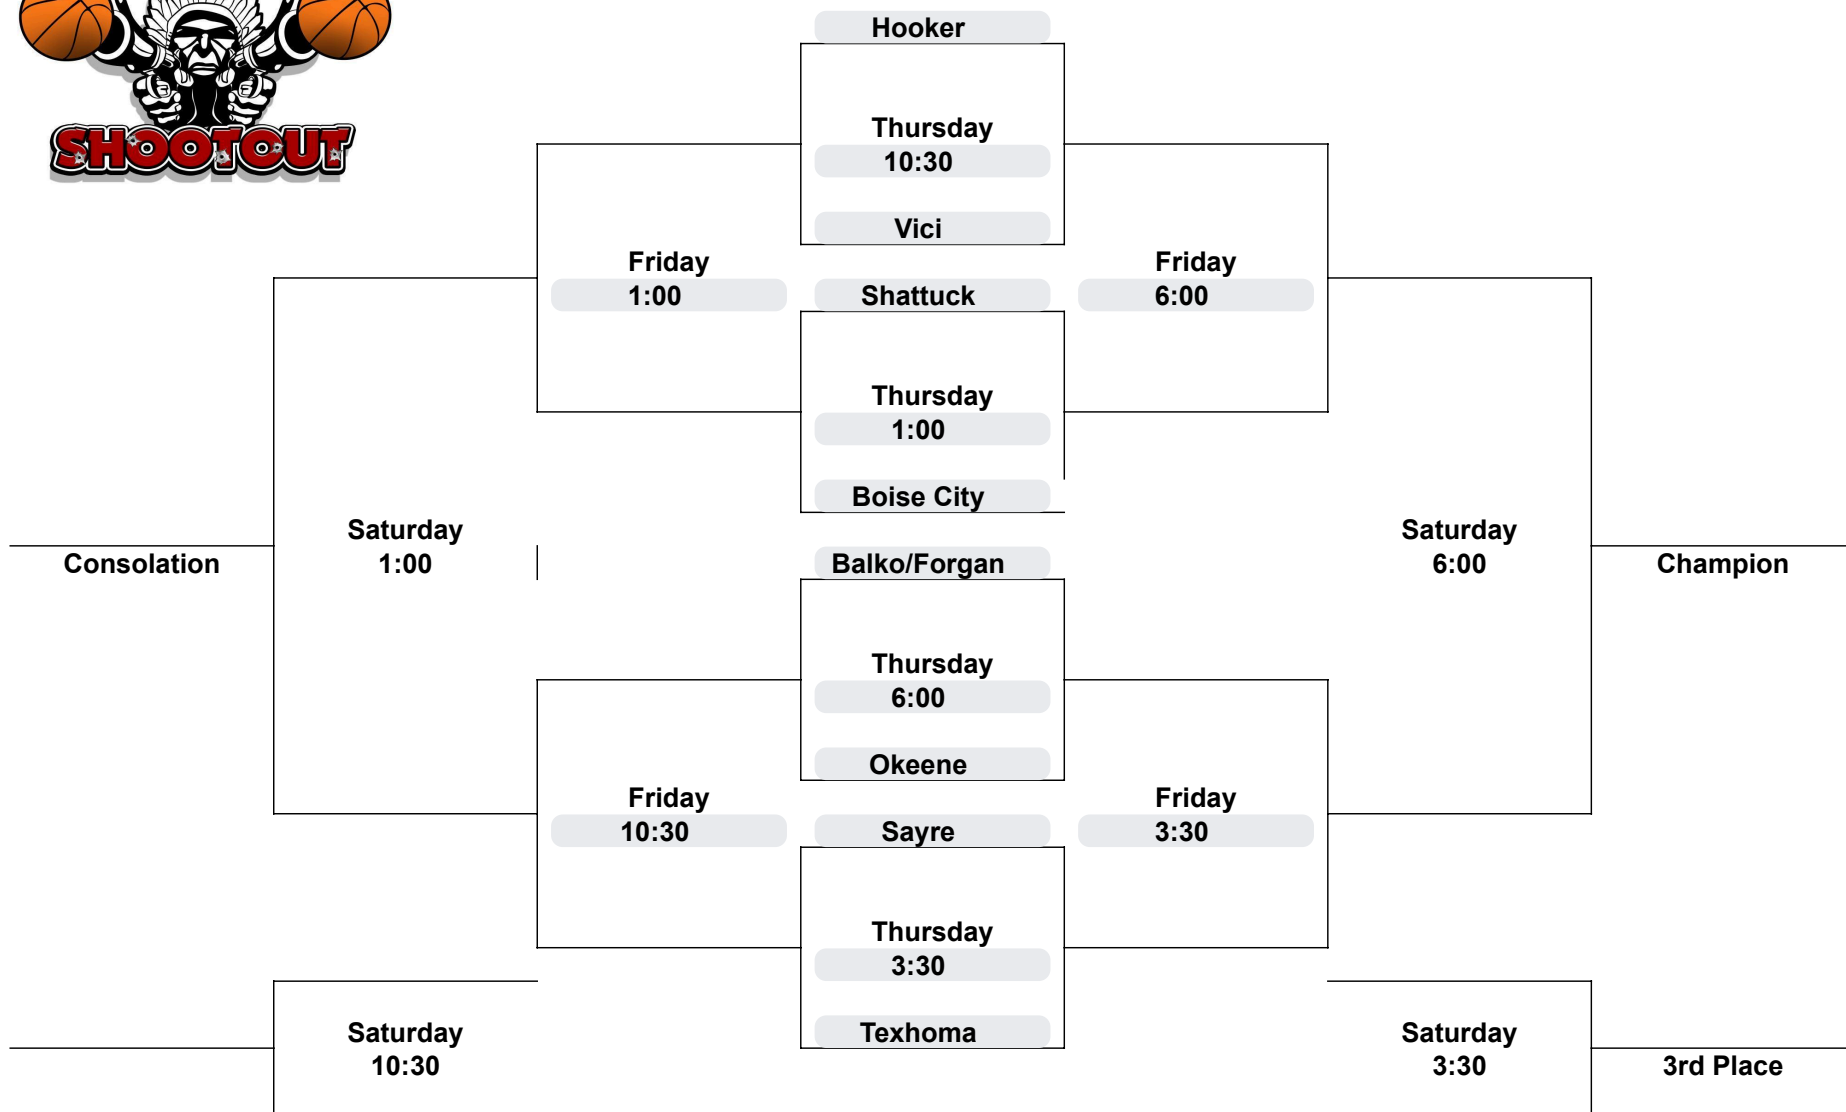 SHOOTOUT
Hooker
Thursday
10:30
Vici
Friday
1:00
Friday
6:00
Shattuck
Thursday
1:00
Boise City
Saturday
1:00
Consolation
Saturday
6:00
Champion
Balko/Forgan
Thursday
6:00
Okeene
Friday
10:30
Friday
3:30
Sayre
Thursday
3:30
Texhoma
Saturday
10:30
Saturday
3:30
3rd Place